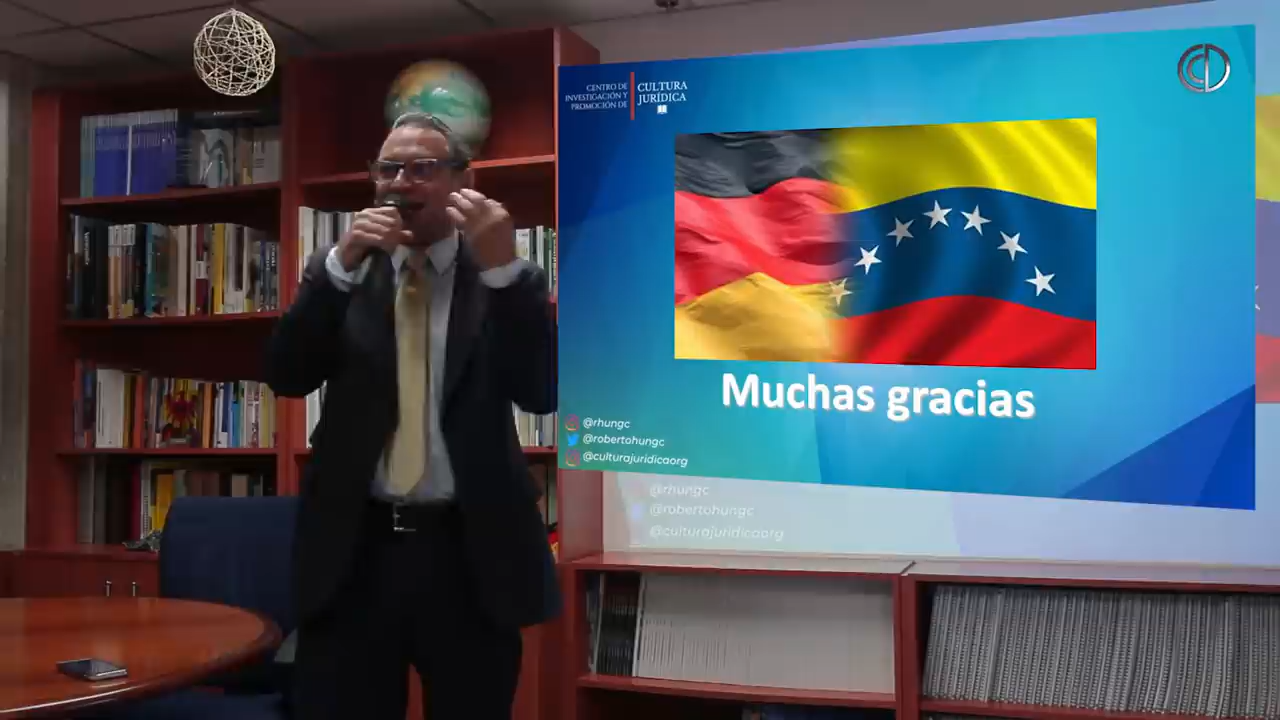 CENTRO DE
INVESTIGACIÓN Y
PROMOCIÓN DE
CULTURA
JURÍDICA
Muchas gracias
@rhungc
@robertohungc
@culturajuridicaorg
@rhungc
@robertohungc
@culturajuridicaorg